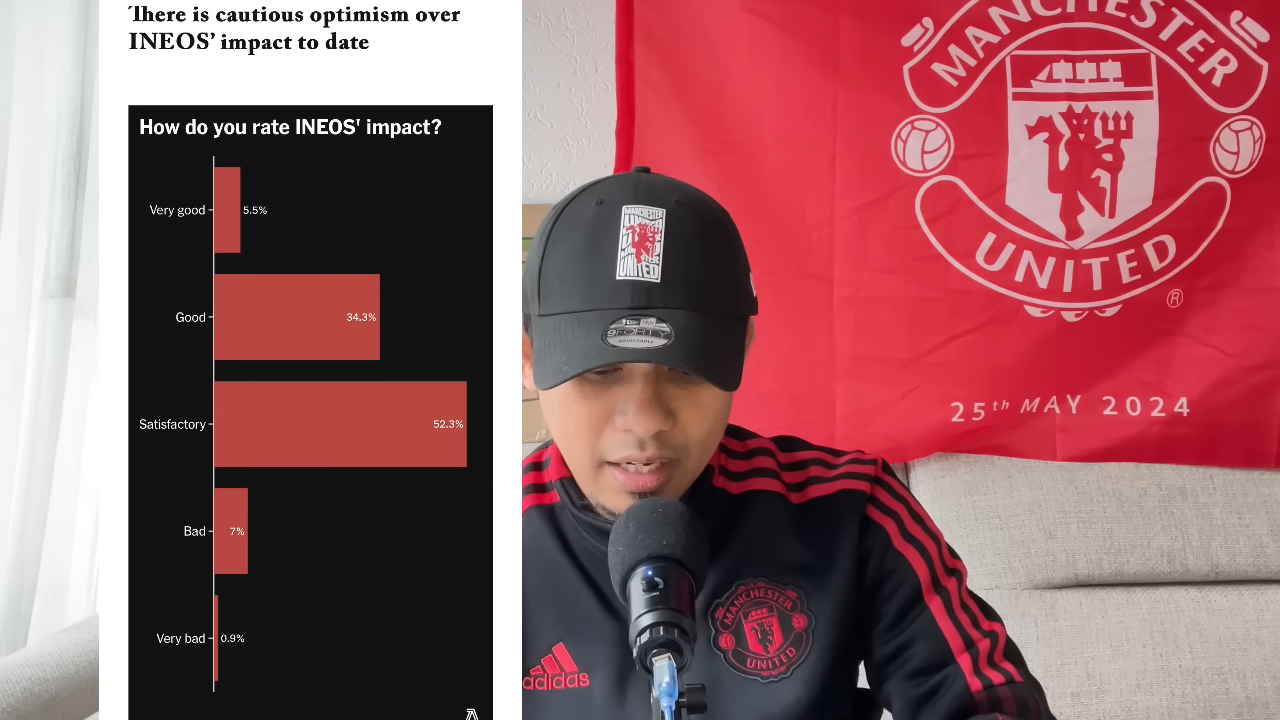 There is cautious optimism over
INEOS' impact to date
How do you rate INEOS' impact?
Very good
5.5%
Good
34.3%
Satisfactory
52.3%
Bad
7%
Very bad
0.9%
MANCHESTER
UNITED
®
25th MAY 2024
MANCHESTER
UNITED
9FORTY
ADJUSTABLE
MANCHESTER
UNITED
adidas